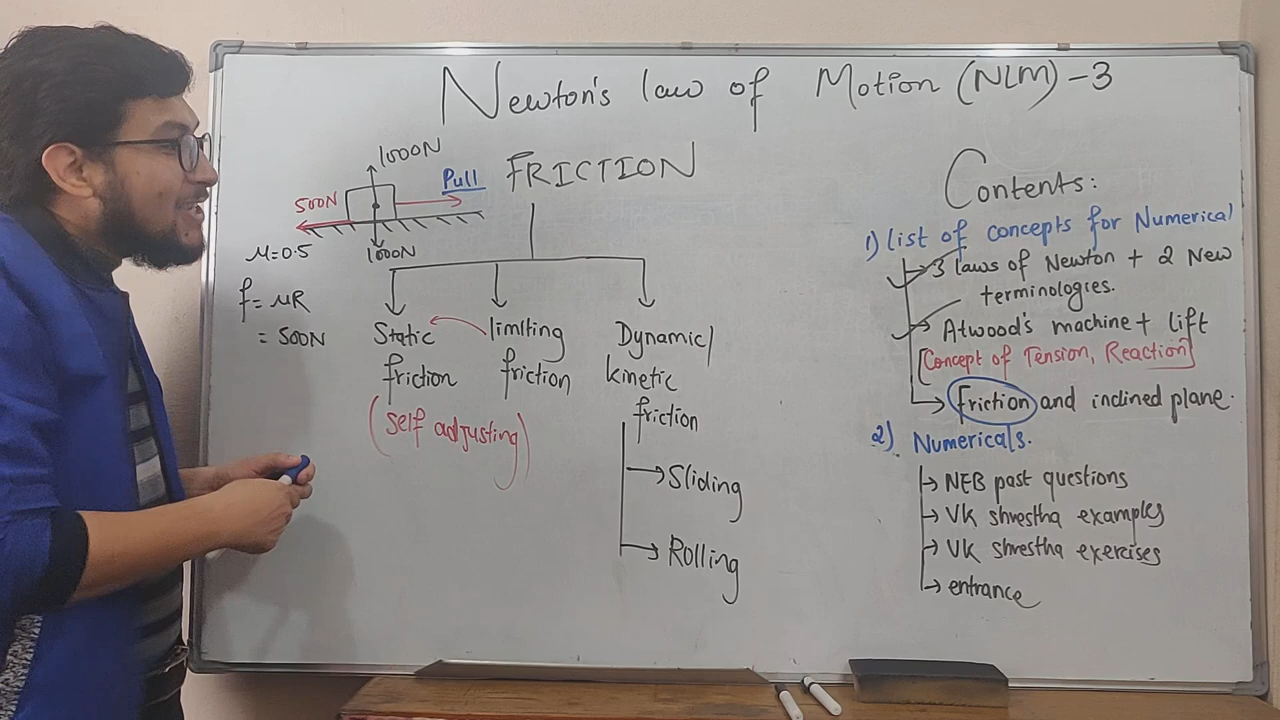 Newton's law of Motion (NLM) - 3
FRICTION
1000N
Pull
500N
μ=0.5
1000N
f = μR
= 500N
Static
friction
(Self adjusting)
limiting
friction
Dynamic/
kinetic
friction
→ Sliding
→ Rolling
Contents:
1) list of concepts for Numerical
→ 3 laws of Newton + 2 New
terminologies.
→ Atwood's machine + lift
[Concept of Tension, Reaction]
→ friction and inclined plane.
2) Numericals.
→ NEB past questions
→ VK shrestha examples
→ VK shrestha exercises
→ entrance